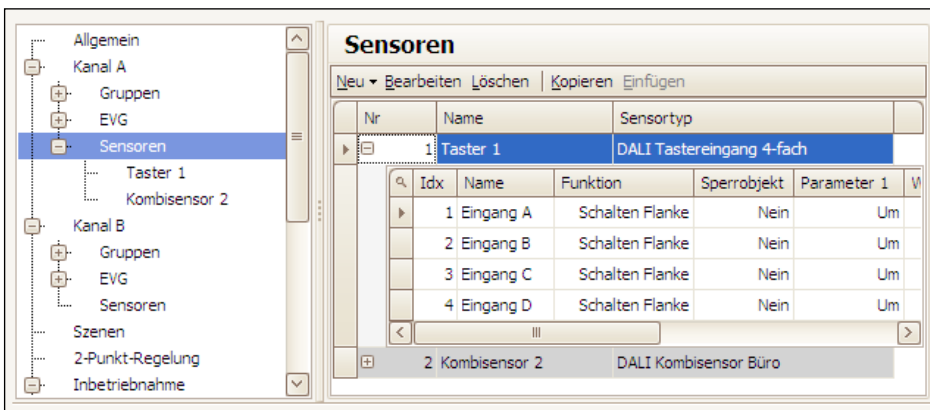 Allgemein
Kanal A
Gruppen
EVG
Sensoren
Taster 1
Kombisensor 2
Kanal B
Gruppen
EVG
Sensoren
Szenen
2-Punkt-Regelung
Inbetriebnahme
Sensoren
Neu Bearbeiten Löschen Kopieren Einfügen
Nr Name Sensortyp
1 Taster 1 DALI Tastereingang 4-fach
Idx Name Funktion Sperrobjekt Parameter 1
1 Eingang A Schalten Flanke Nein Um
2 Eingang B Schalten Flanke Nein Um
3 Eingang C Schalten Flanke Nein Um
4 Eingang D Schalten Flanke Nein Um
2 Kombisensor 2 DALI Kombisensor Büro